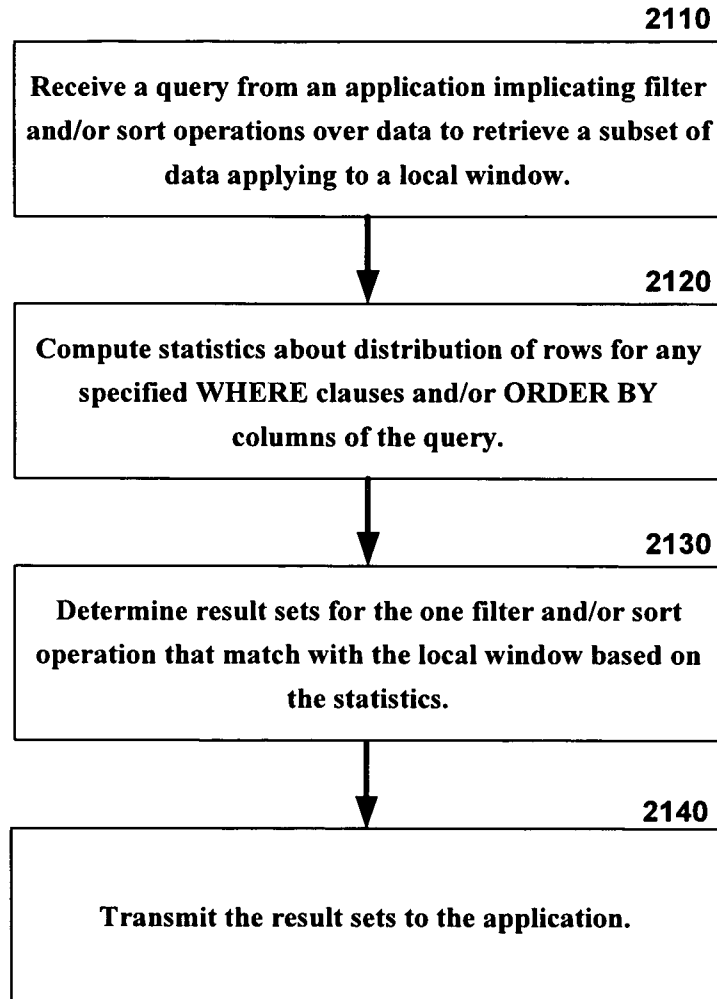 2110
Receive a query from an application implicating filter
and/or sort operations over data to retrieve a subset of
data applying to a local window.
2120
Compute statistics about distribution of rows for any
specified WHERE clauses and/or ORDER BY
columns of the query.
2130
Determine result sets for the one filter and/or sort
operation that match with the local window based on
the statistics.
2140
Transmit the result sets to the application.